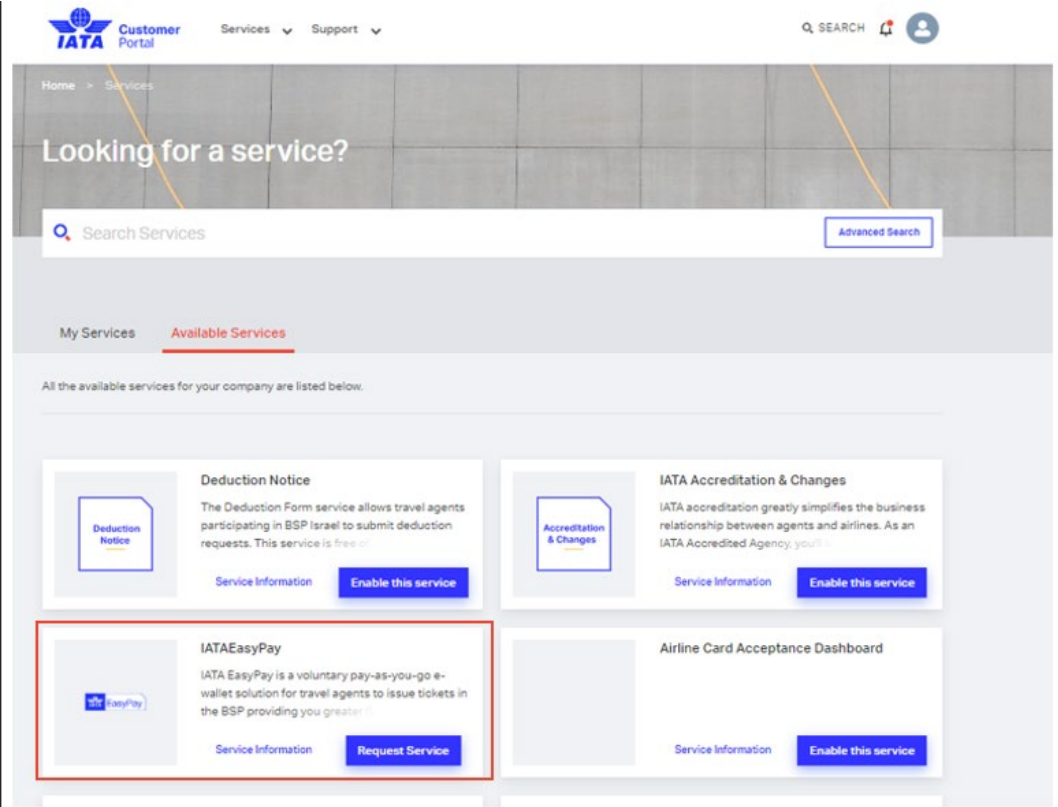 IATA
Customer
Portal
Services
Support
SEARCH
Home > Services
Looking for a service?
Search Services
Advanced Search
My Services
Available Services
All the available services for your company are listed below.
Deduction
Notice
Deduction Notice
The Deduction Form service allows travel agents
participating in BSP Israel to submit deduction
requests. This service is free of
Service Information
Enable this service
Accreditation
& Changes
IATA Accreditation & Changes
IATA accreditation greatly simplifies the business
relationship between agents and airlines. As an
IATA Accredited Agency, you'll
Service Information
Enable this service
EasyPay
IATAEasyPay
IATA EasyPay is a voluntary pay-as-you-go e-
wallet solution for travel agents to issue tickets in
the BSP providing you greater
Service Information
Request Service
Airline Card Acceptance Dashboard
Service Information
Enable this service